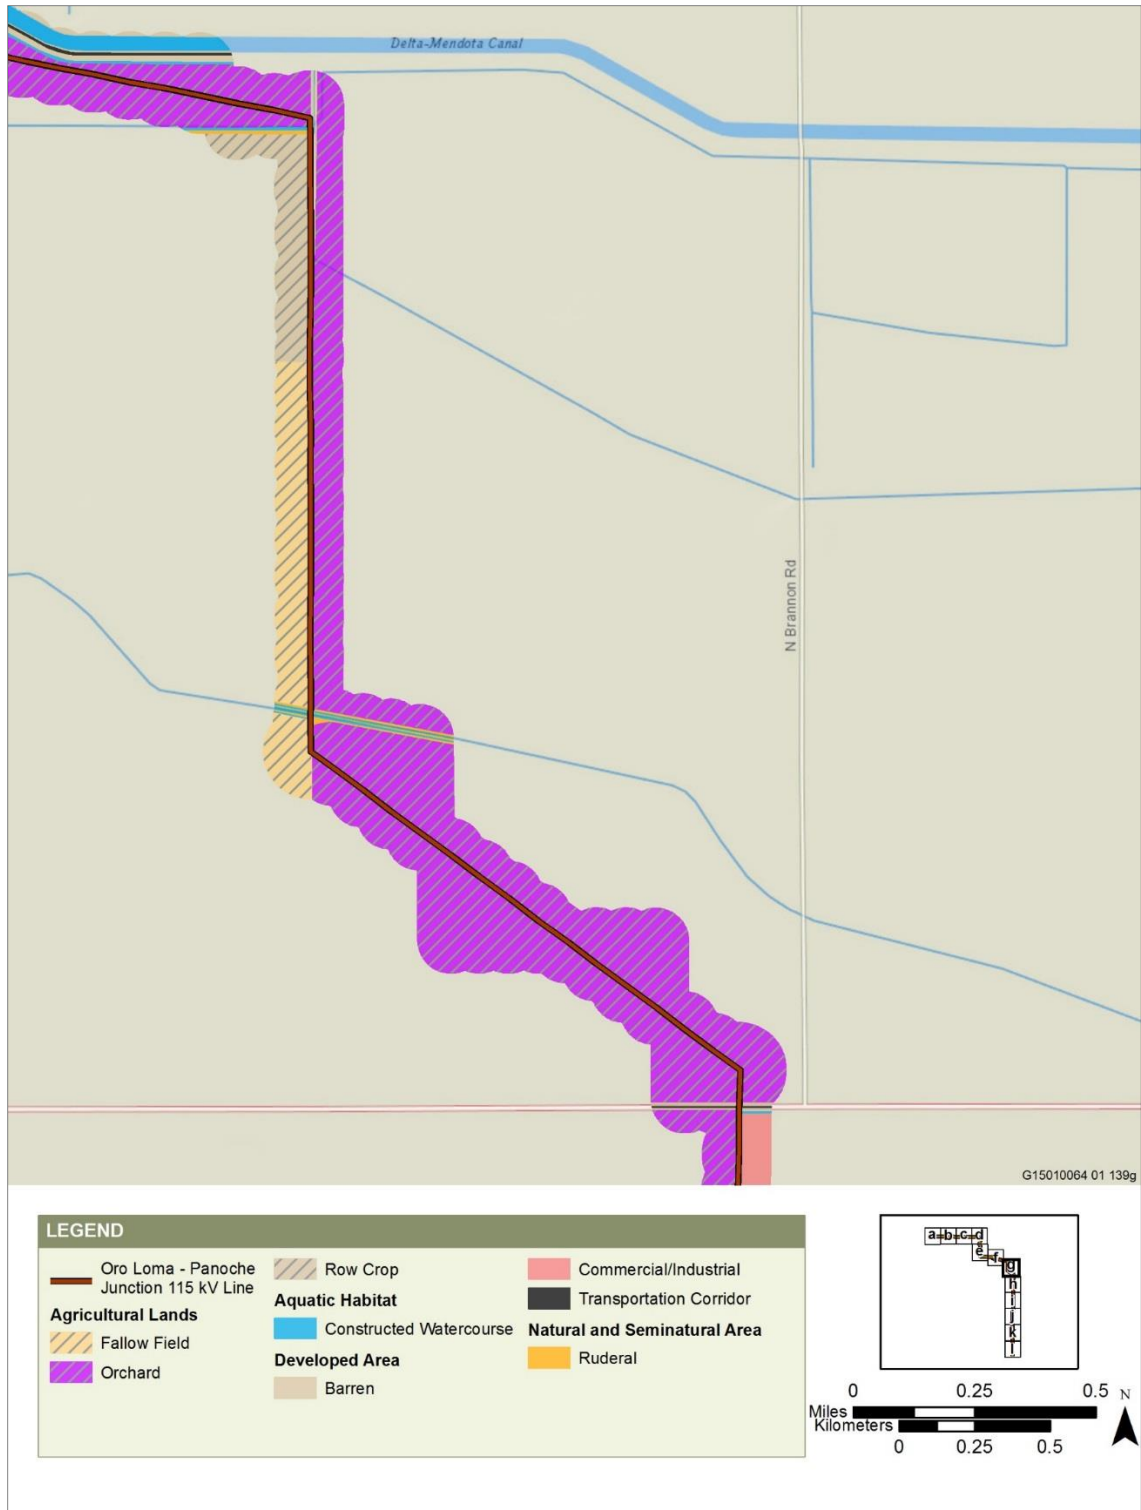 Delta-Mendota Canal
N Brannon Rd
G15010064 01 139g
LEGEND
Oro Loma - Panoche
Junction 115 kV Line
Agricultural Lands
Fallow Field
Orchard
Row Crop
Aquatic Habitat
Constructed Watercourse
Developed Area
Barren
Commercial/Industrial
Transportation Corridor
Natural and Seminatural Area
Ruderal
a b c d
e
f
g
h
i
j
k
l
0 0.25 0.5
N
Miles
Kilometers
0 0.25 0.5